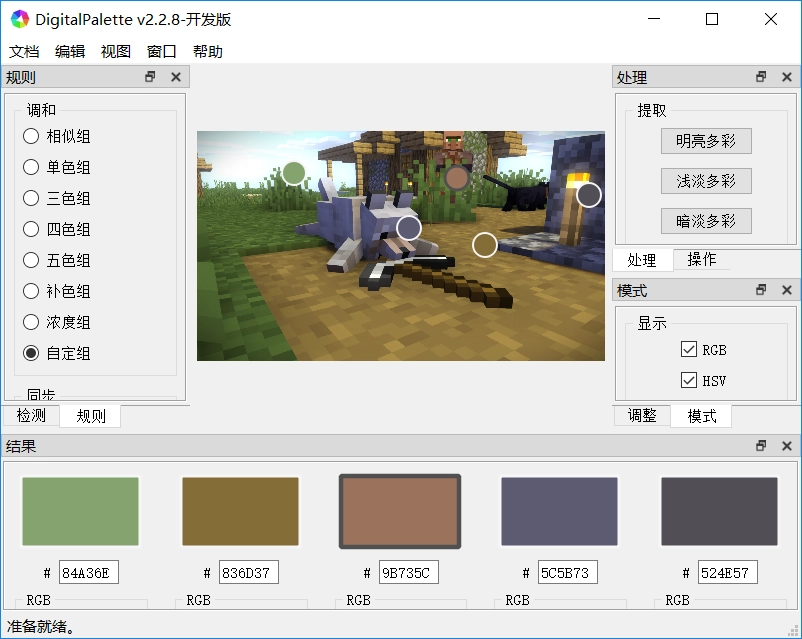 DigitalPalette v2.2.8-开发版
文档 编辑 视图 窗口 帮助
规则
调和
相似组
单色组
三色组
四色组
五色组
补色组
浓度组
自定组
同步
检测 规则
处理
提取
明亮多彩
浅淡多彩
暗淡多彩
处理 操作
模式
显示
RGB
HSV
调整 模式
结果
# 84A36E # 836D37 # 9B735C # 5C5B73 # 524E57
RGB RGB RGB RGB RGB
准备就绪。